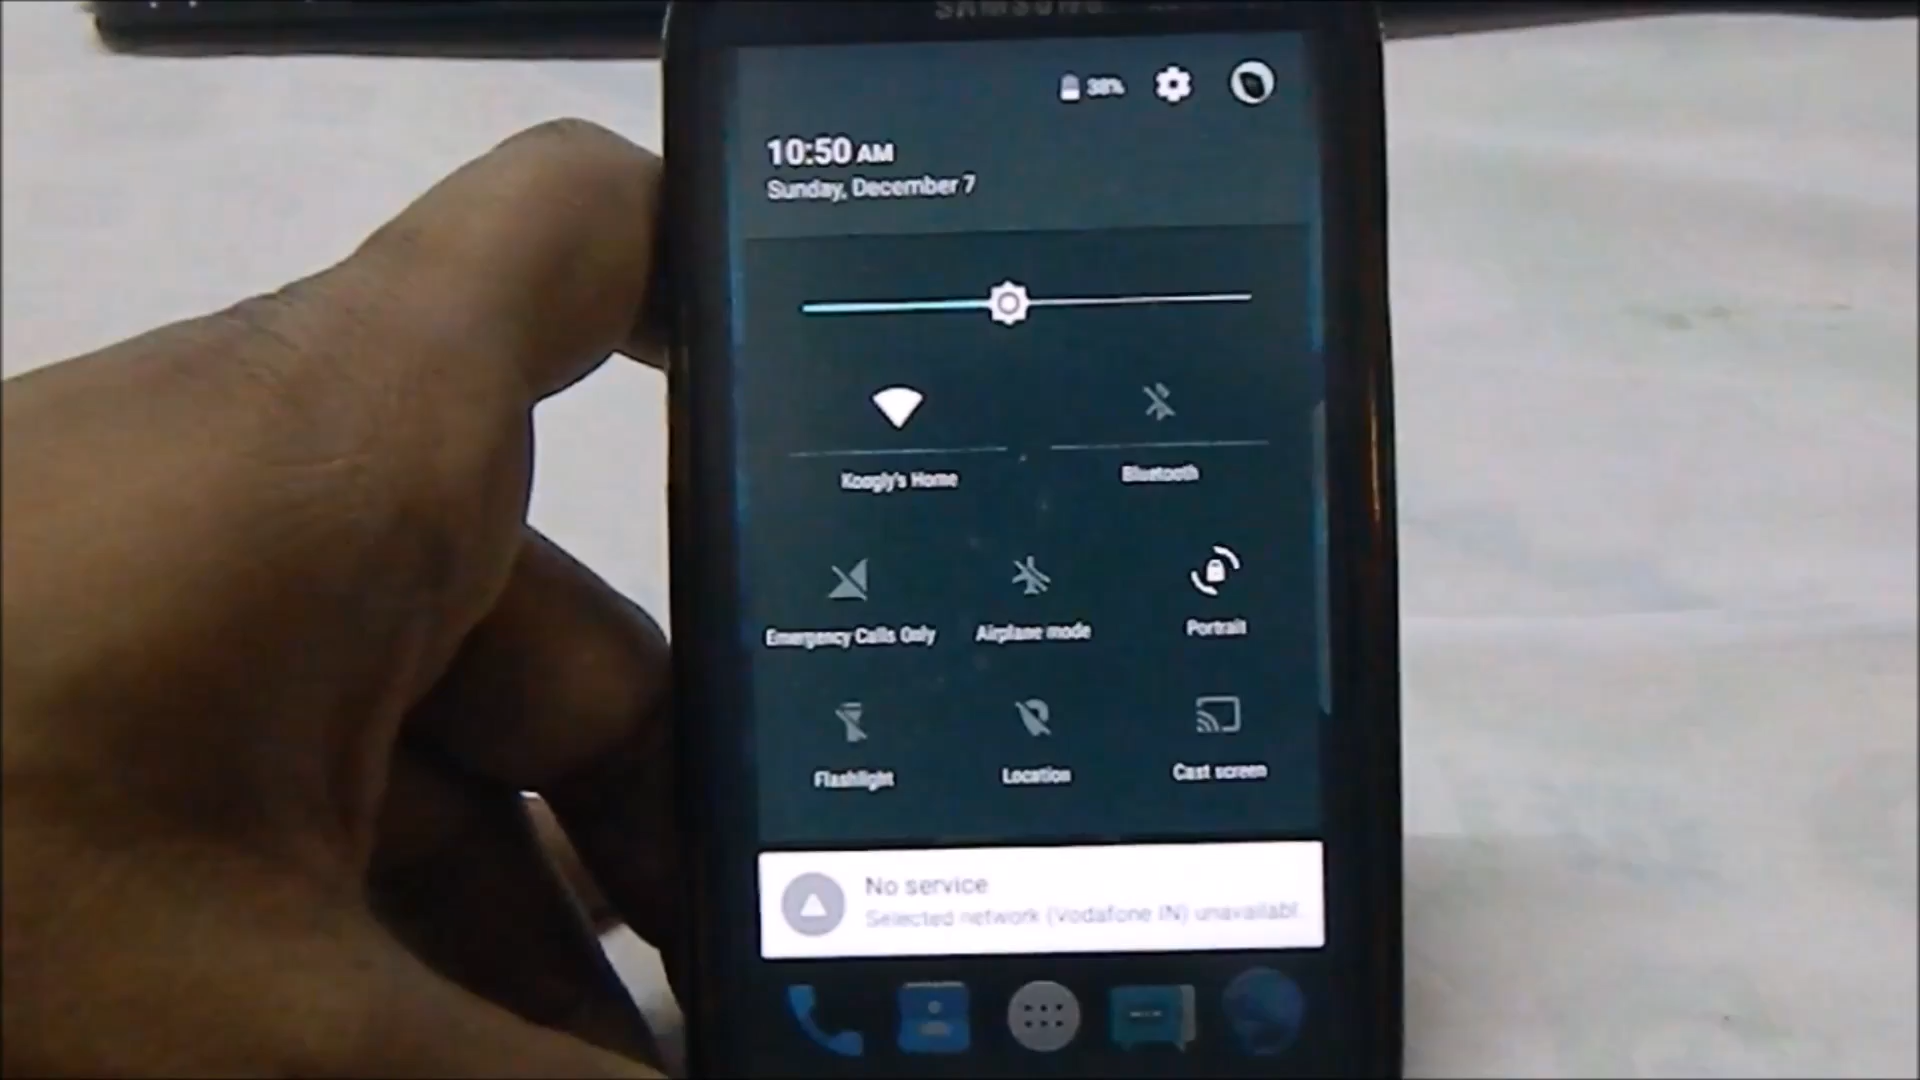 SAMSUNG
38%
10:50 AM
Sunday, December 7
Koogly's Home
Bluetooth
Emergency Calls Only
Airplane mode
Portrait
Flashlight
Location
Cast screen
No service
Selected network (Vodafone IN) unavailabl